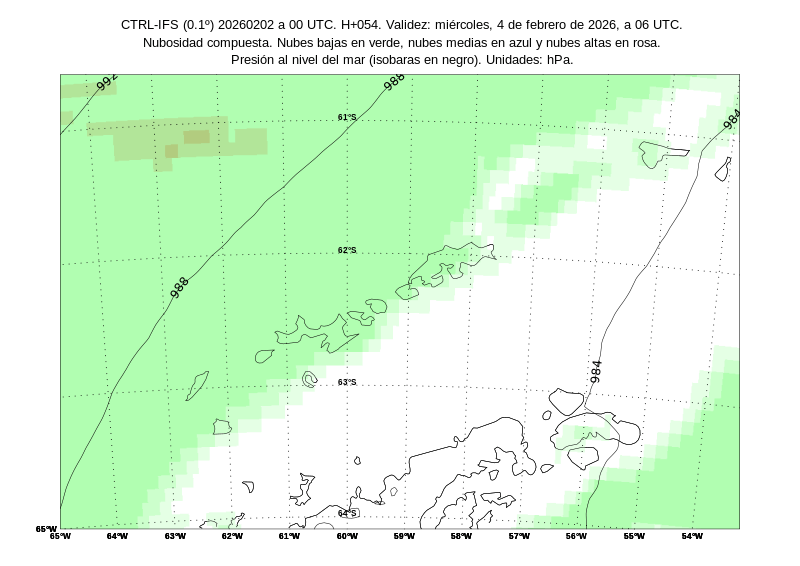 CTRL-IFS (0.1º) 20260202 a 00 UTC. H+054. Validez: miércoles, 4 de febrero de 2026, a 06 UTC.
Nubosidad compuesta. Nubes bajas en verde, nubes medias en azul y nubes altas en rosa.
Presión al nivel del mar (isobaras en negro). Unidades: hPa.
992
988
984
61°S
62°S
988
984
63°S
64°S
65°W
65°W 64°W 63°W 62°W 61°W 60°W 59°W 58°W 57°W 56°W 55°W 54°W